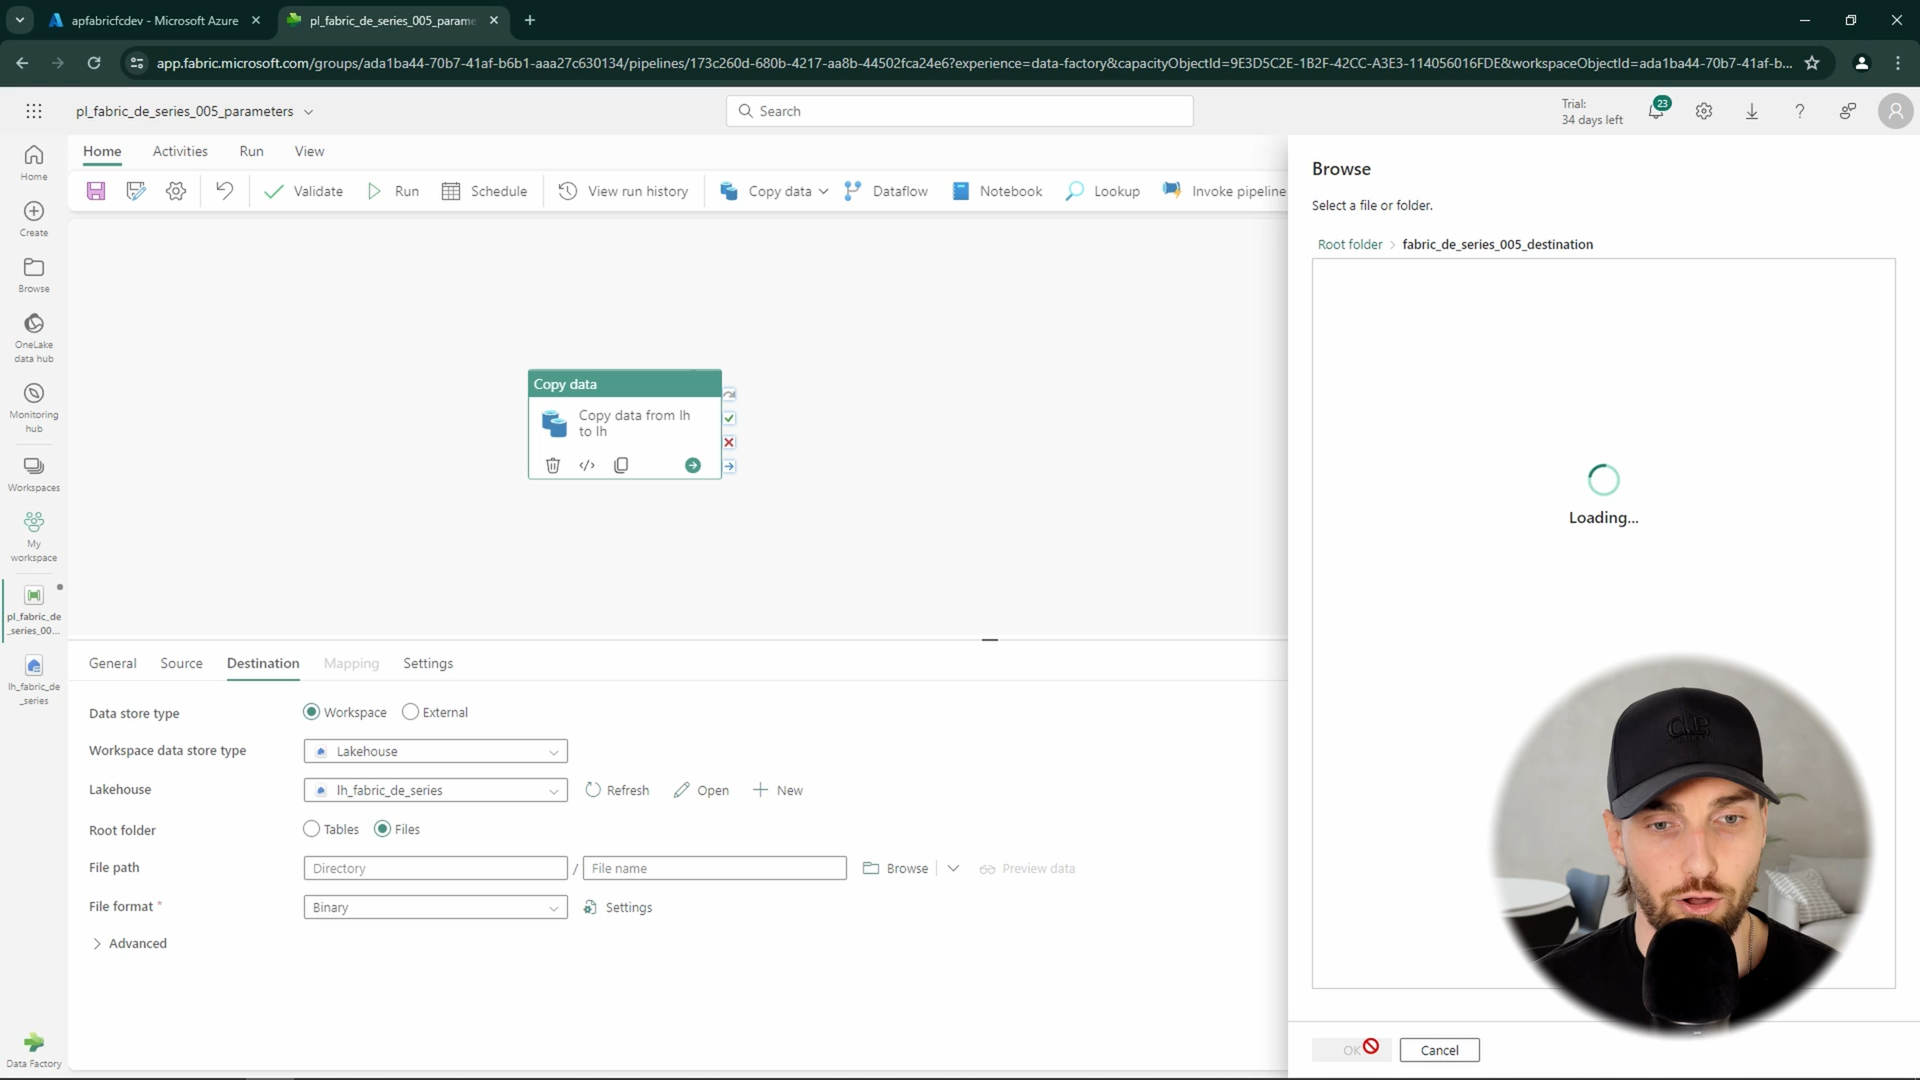 apfabricfcdev - Microsoft Azure
pl_fabric_de_series_005_parame
app.fabric.microsoft.com/groups/ada1ba44-70b7-41af-b6b1-aaa27c630134/pipelines/173c260d-680b-4217-aa8b-44502fca24e6?experience=data-factory&capacityObjectId=9E3D5C2E-1B2F-42CC-A3E3-114056016FDE&workspaceObjectId=ada1ba44-70b7-41af-b...
pl_fabric_de_series_005_parameters
Search
Trial:
34 days left
23
Home
Activities
Run
View
Validate
Run
Schedule
View run history
Copy data
Dataflow
Notebook
Lookup
Invoke pipeline
Home
Create
Browse
OneLake
data hub
Monitoring
hub
Workspaces
My
workspace
pl_fabric_de
_series_00...
lh_fabric_de
_series
Data Factory
Copy data
Copy data from lh
to lh
General
Source
Destination
Mapping
Settings
Data store type
Workspace
External
Workspace data store type
Lakehouse
Lakehouse
lh_fabric_de_series
Refresh
Open
New
Root folder
Tables
Files
File path
Directory
/
File name
Browse
Preview data
File format *
Binary
Settings
Advanced
Browse
Select a file or folder.
Root folder > fabric_de_series_005_destination
Loading...
OK
Cancel